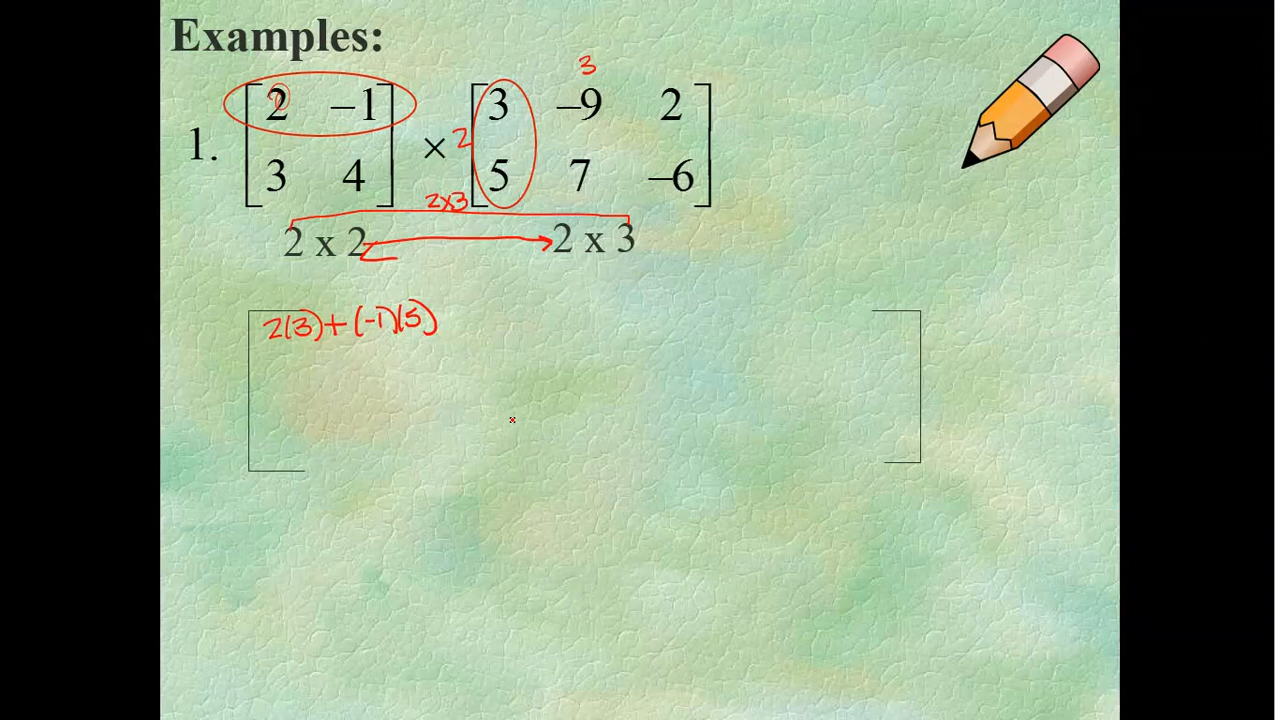 Examples:
3
2 −1 3 −9 2
1. × 2
3 4 5 7 −6
2x3
2 x 2 2 x 3
2(3)+(-1)(5)